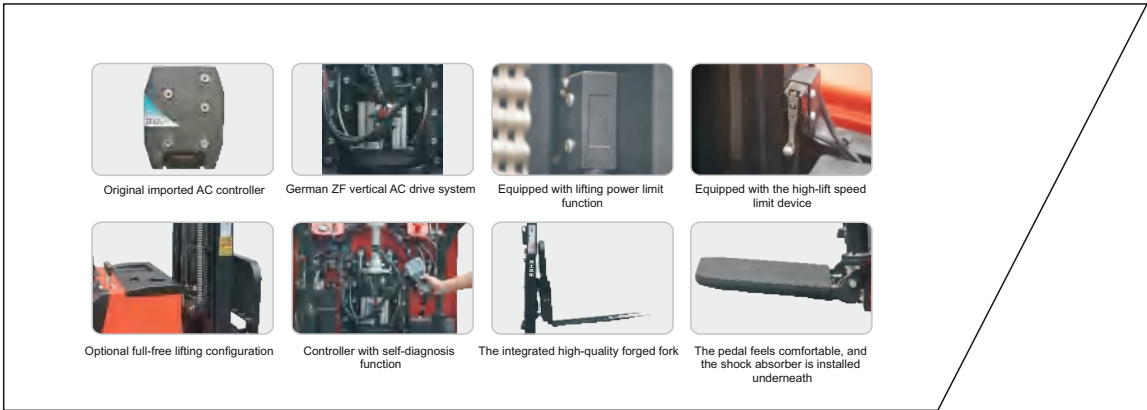 Original imported AC controller
German ZF vertical AC drive system
Equipped with lifting power limit
function
Equipped with the high-lift speed
limit device
Optional full-free lifting configuration
Controller with self-diagnosis
function
The integrated high-quality forged fork
The pedal feels comfortable, and
the shock absorber is installed
underneath